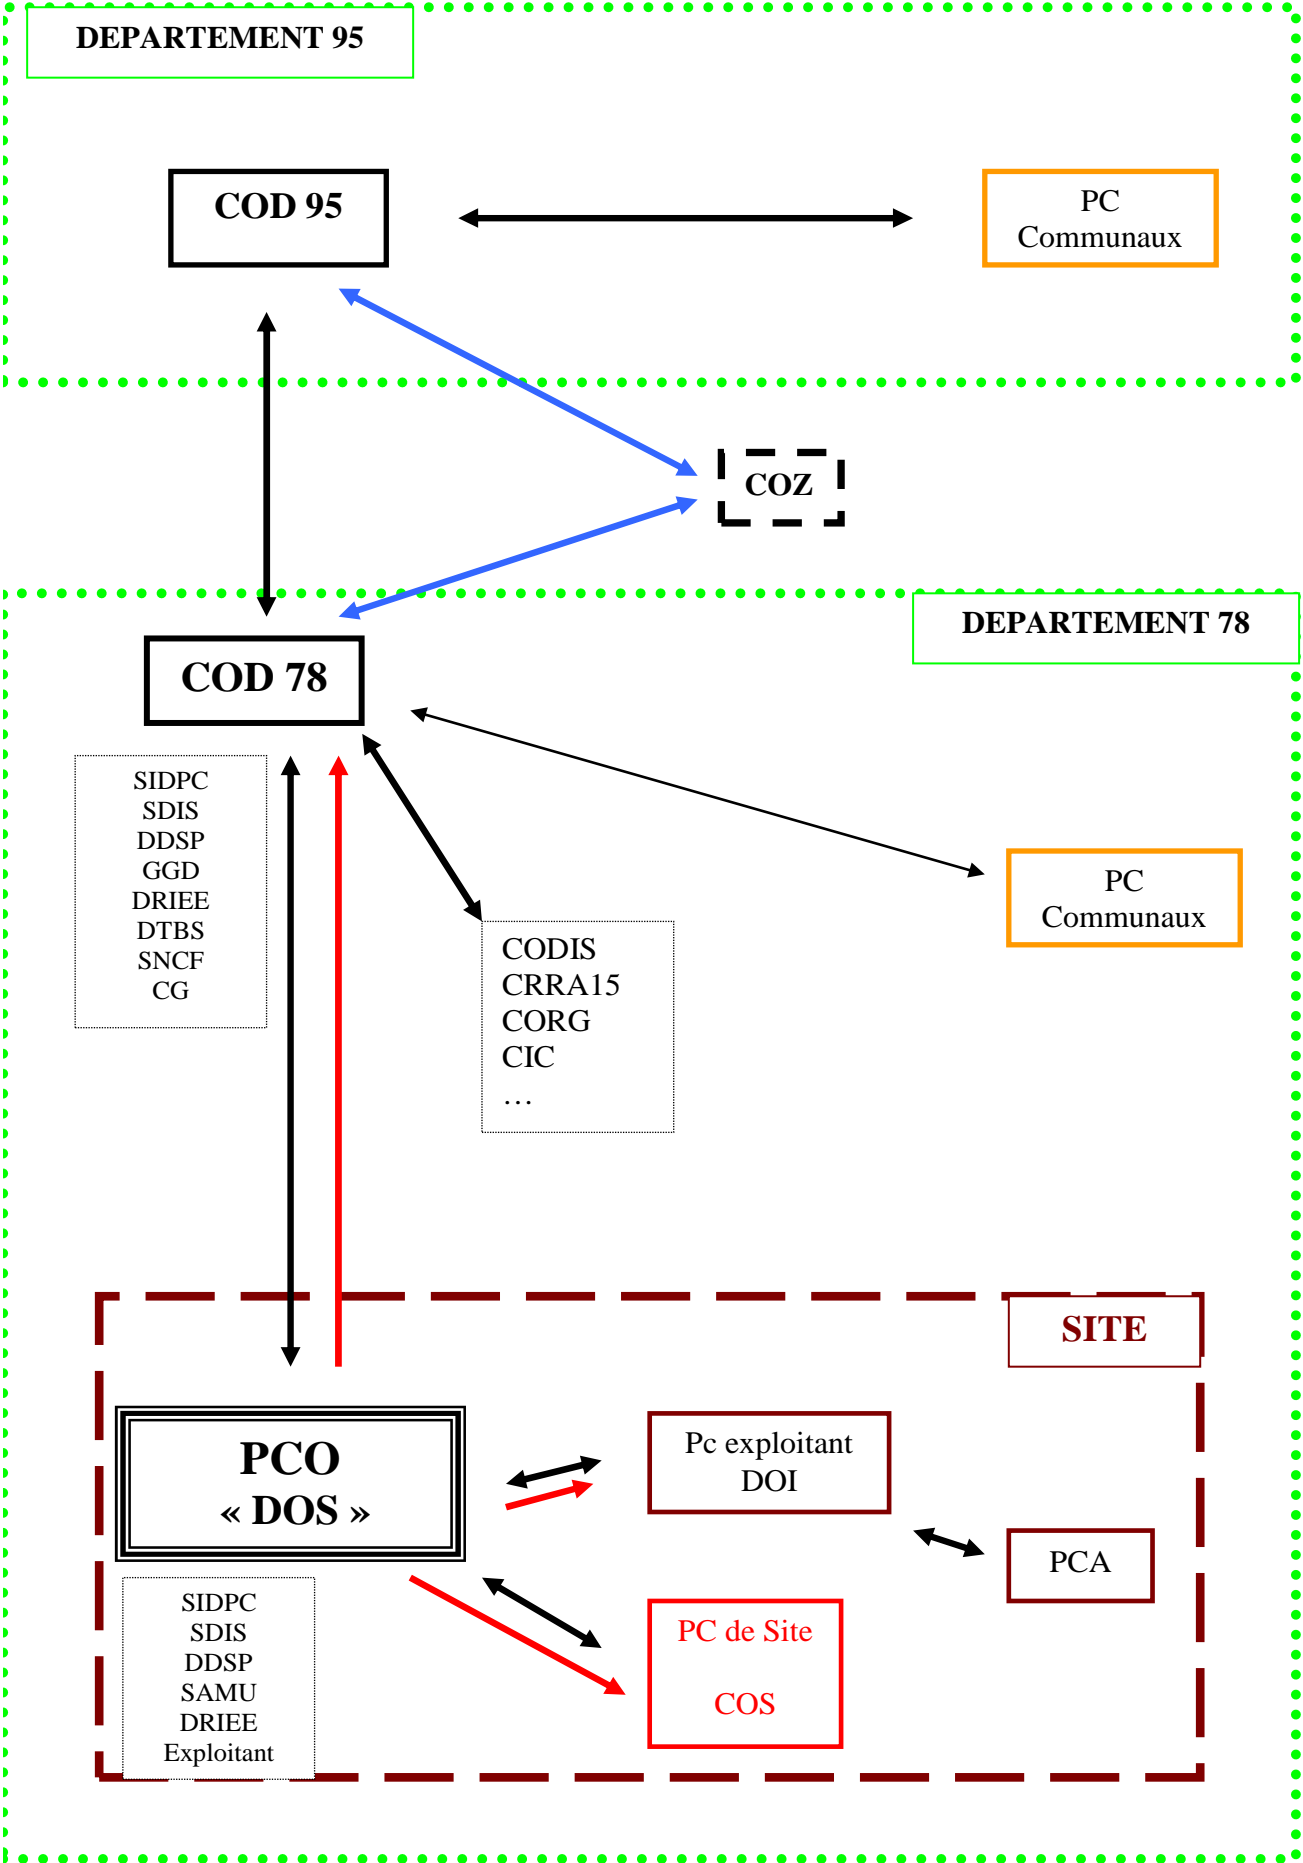 DEPARTEMENT 95
COD 95
PC
Communaux
COZ
DEPARTEMENT 78
COD 78
SIDPC
SDIS
DDSP
GGD
DRIEE
DTBS
SNCF
CG
PC
Communaux
CODIS
CRRA15
CORG
CIC
…
SITE
PCO
« DOS »
Pc exploitant
DOI
PCA
SIDPC
SDIS
DDSP
SAMU
DRIEE
Exploitant
PC de Site
COS